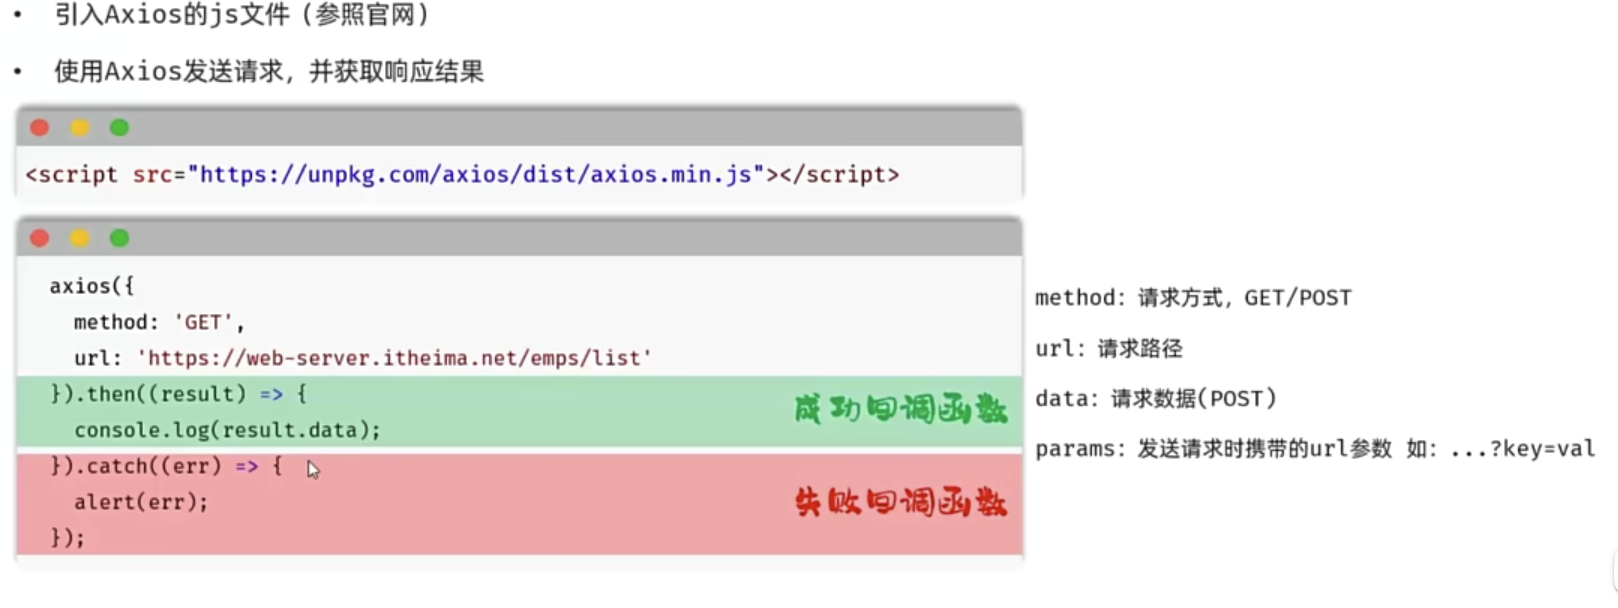 • 引入Axios的js文件（参照官网）
• 使用Axios发送请求，并获取响应结果
<script src="https://unpkg.com/axios/dist/axios.min.js"></script>
axios({
method: 'GET',
url: 'https://web-server.itheima.net/emps/list'
}).then((result) => {
console.log(result.data);
成功回调函数
}).catch((err) => {
alert(err);
失败回调函数
});
method: 请求方式，GET/POST
url: 请求路径
data: 请求数据(POST)
params: 发送请求时携带的url参数 如: ...?key=val